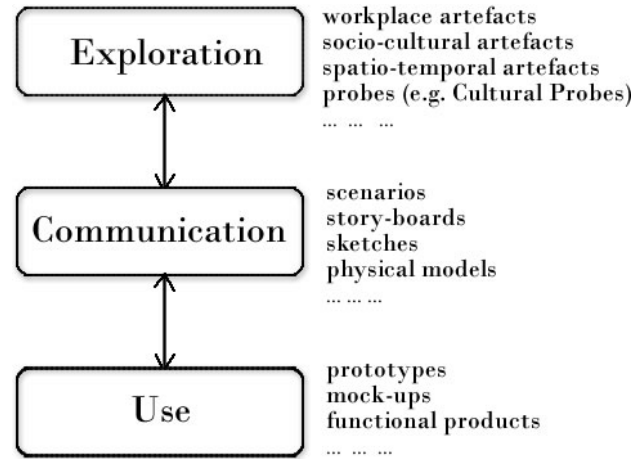 Exploration
workplace artefacts
socio-cultural artefacts
spatio-temporal artefacts
probes (e.g. Cultural Probes)
... ... ...
Communication
scenarios
story-boards
sketches
physical models
... ... ...
Use
prototypes
mock-ups
functional products
... ... ...